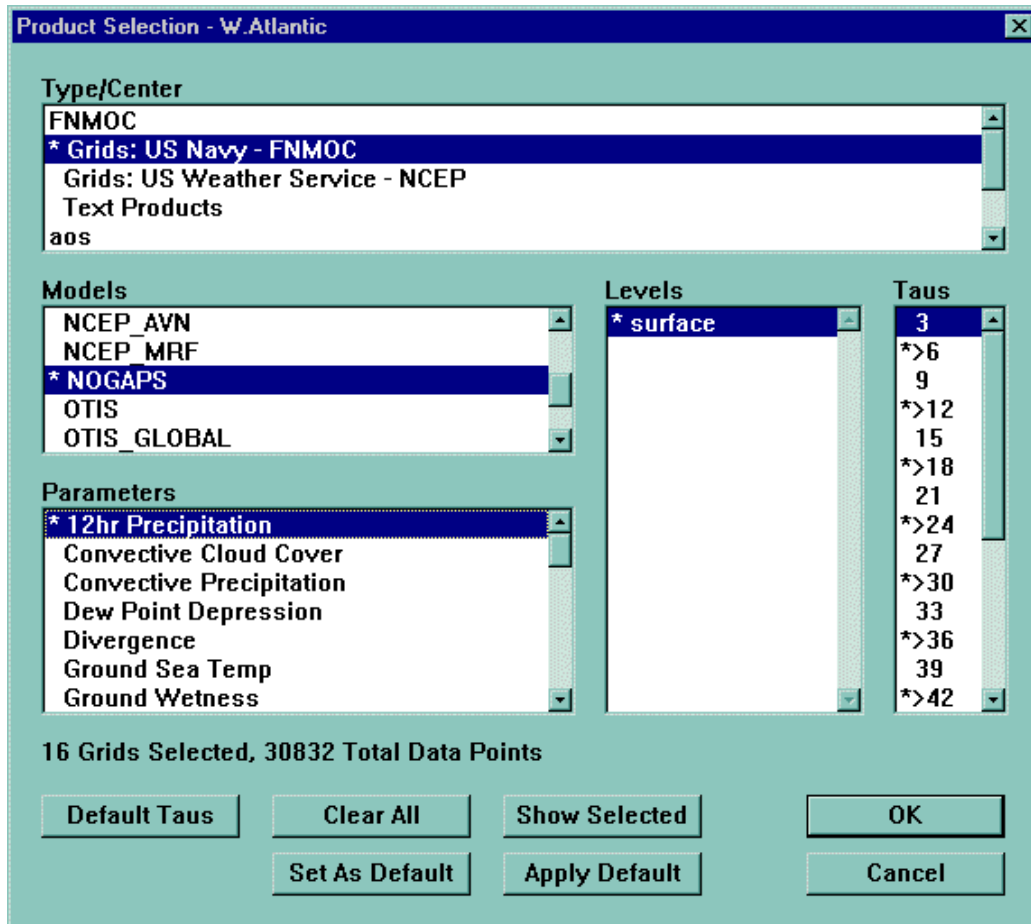 Product Selection - W.Atlantic
Type/Center
FNMOC
* Grids: US Navy - FNMOC
Grids: US Weather Service - NCEP
Text Products
aos
Models
NCEP_AVN
NCEP_MRF
* NOGAPS
OTIS
OTIS_GLOBAL
Levels
* surface
Taus
3
*>6
9
*>12
15
*>18
21
*>24
27
*>30
33
*>36
39
*>42
Parameters
* 12hr Precipitation
Convective Cloud Cover
Convective Precipitation
Dew Point Depression
Divergence
Ground Sea Temp
Ground Wetness
16 Grids Selected, 30832 Total Data Points
Default Taus
Clear All
Show Selected
OK
Set As Default
Apply Default
Cancel